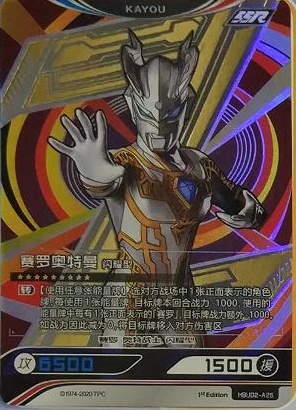 KAYOU
SSR
赛罗奥特曼 闪耀型
转 【使用任意张能量牌】选对方战场中1张正面表示的角色
牌,每使用1张能量牌,目标牌本回合战力-1000,使用的
能量牌中每有1张正面表示的「赛罗」,目标战力额外-1000,
如战力因此减为0,将目标牌移入对方伤害区
赛罗 奥特战士 闪耀型
攻 6500
1500 援
©1974-2020 TPC
1st Edition
HBU02-A25